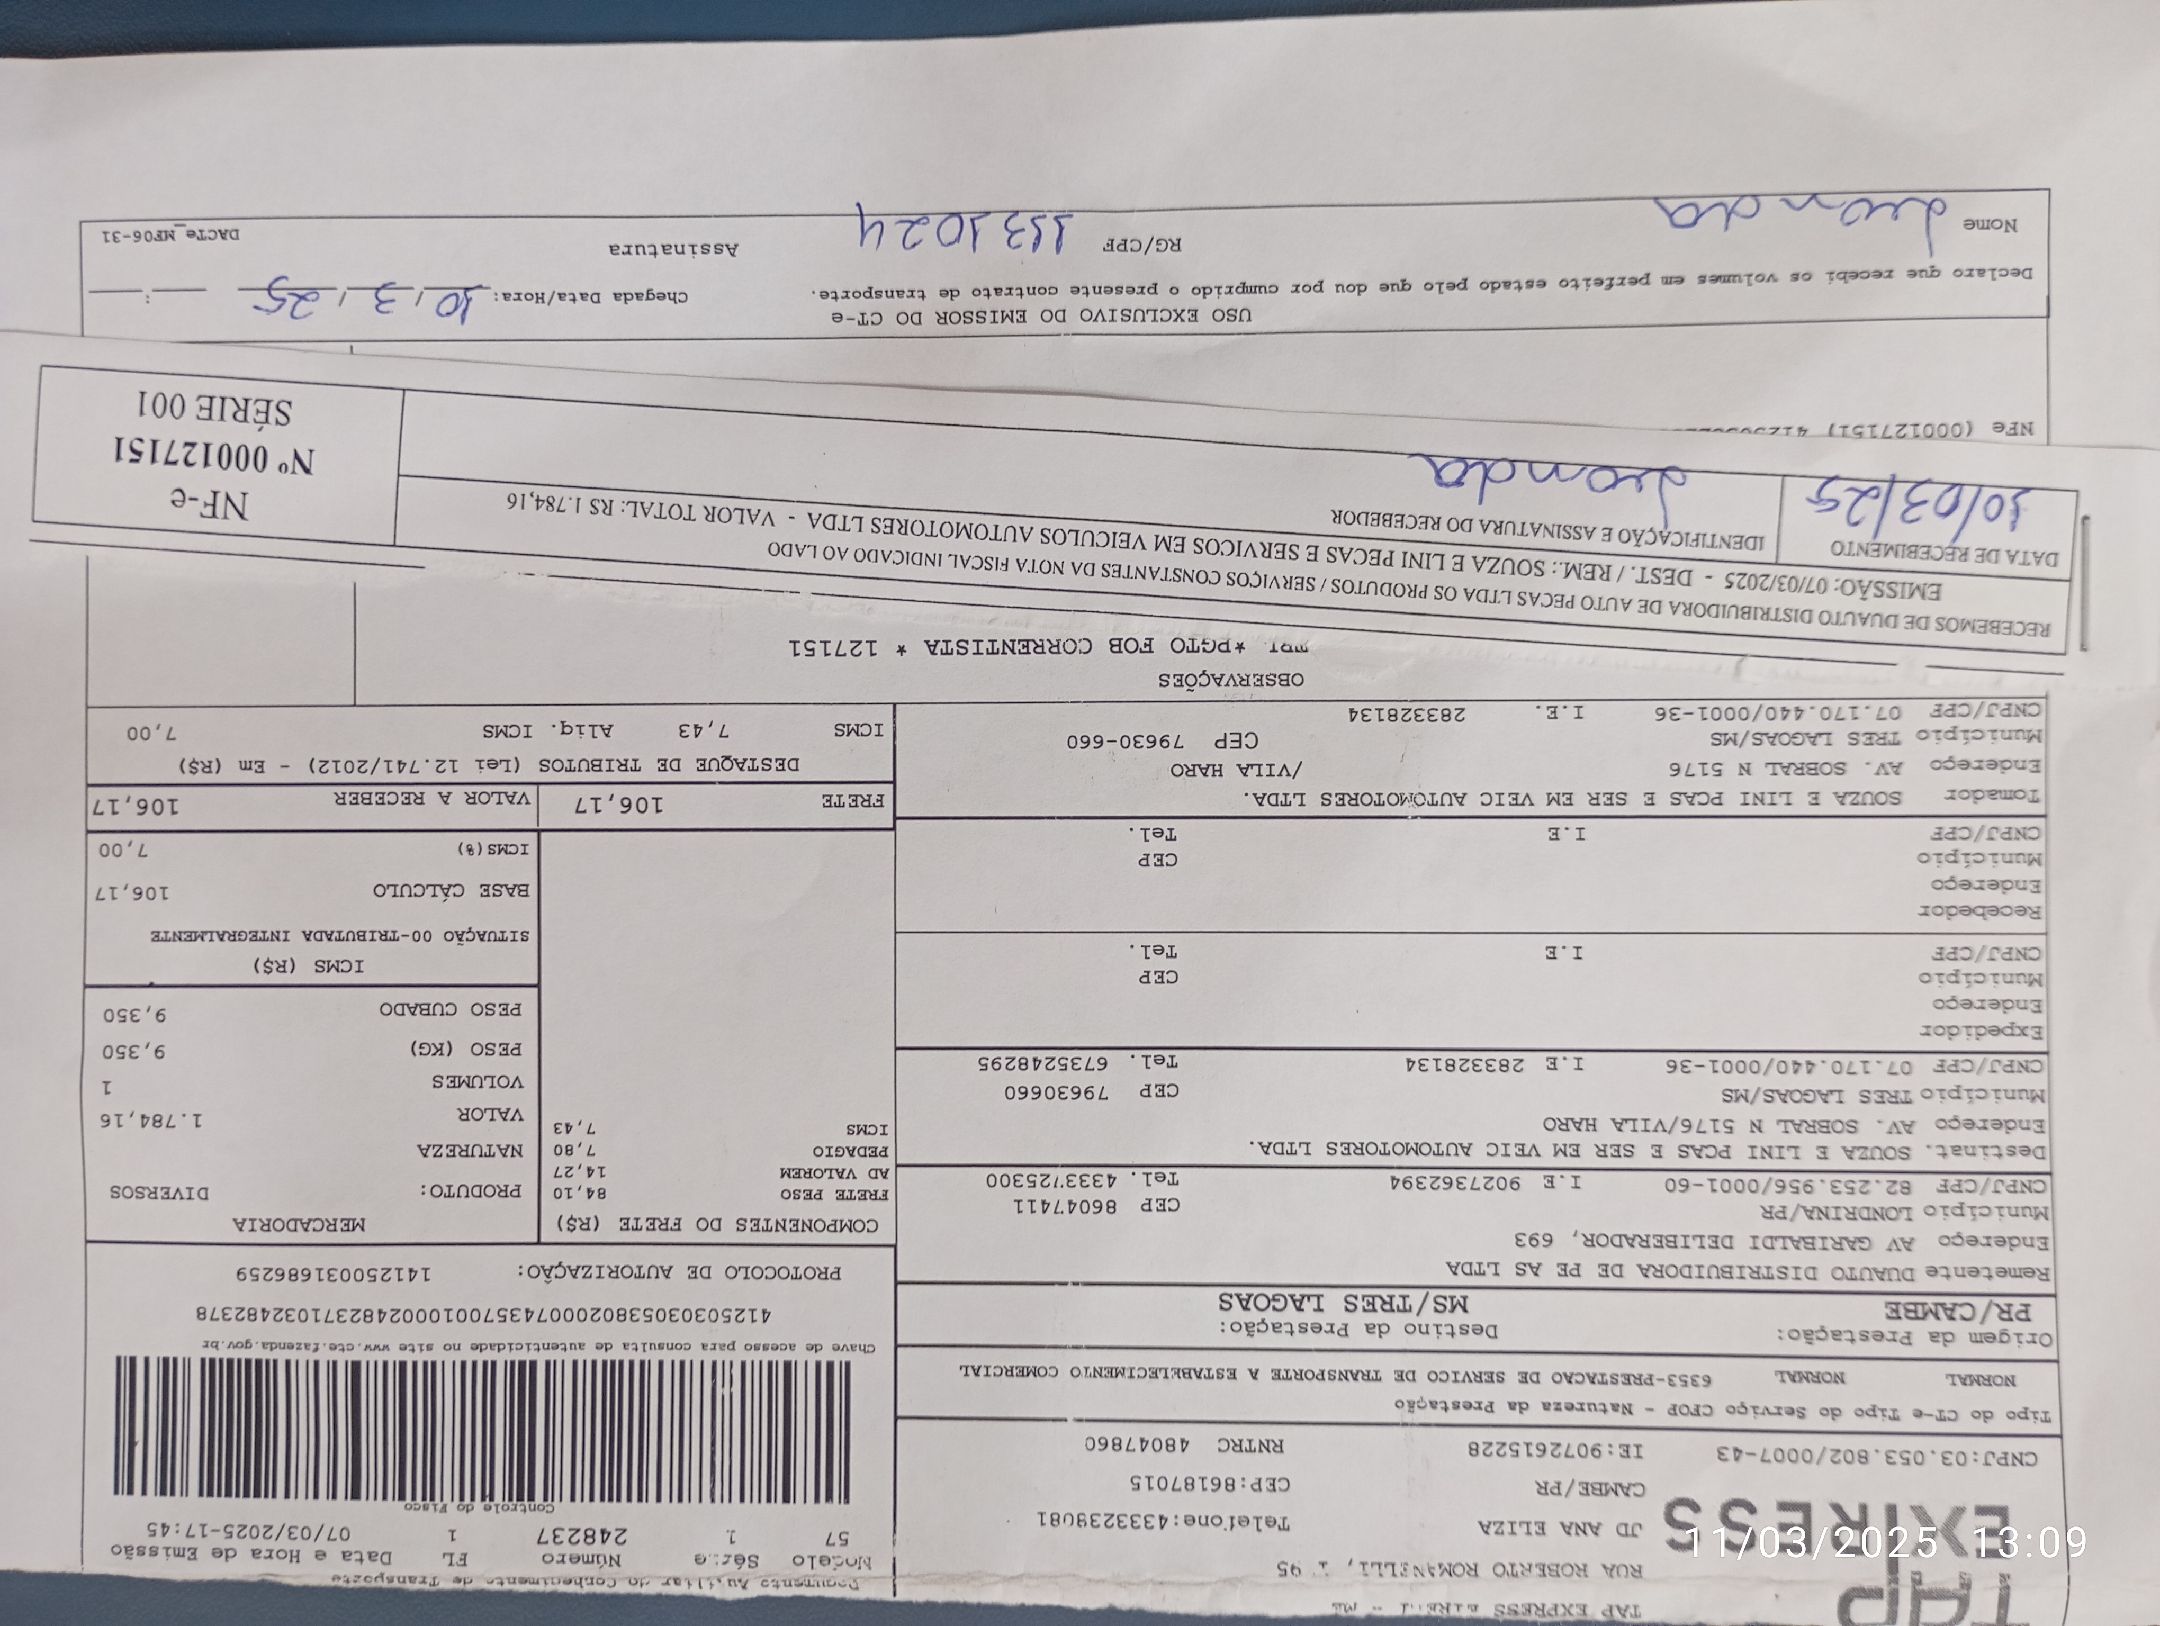 TAP EXPRESS
RUA ROBERTO ROMANELLI, 95
JD ANA ELIZA Telefone:4333239081
CAMBE/PR CEP:86187015
CNPJ:03.053.802/0007-43 IE:9072615228 RNTRC 48047860
Tipo do CT-e Tipo do Serviço CFOP - Natureza da Prestação
NORMAL NORMAL 6353-PRESTACAO DE SERVICO DE TRANSPORTE A ESTABELECIMENTO COMERCIAL
Origem da Prestação: Destino da Prestação:
PR/CAMBE MS/TRES LAGOAS
Remetente DUAUTO DISTRIBUIDORA DE PE AS LTDA
Endereço AV GARIBALDI DELIBERADOR, 693
Município LONDRINA/PR CEP 86047411
CNPJ/CPF 82.253.956/0001-60 I.E 9027362394 Tel. 4333725300
Destinat. SOUZA E LINI PCAS E SER EM VEIC AUTOMOTORES LTDA.
Endereço AV. SOBRAL N 5176/VILA HARO
Município TRES LAGOAS/MS CEP 79630660
CNPJ/CPF 07.170.440/0001-36 I.E 283328134 Tel. 6735248295
Expedidor
Endereço
Município CEP
CNPJ/CPF I.E Tel.
Recebedor
Endereço
Município CEP
CNPJ/CPF I.E Tel.
Tomador SOUZA E LINI PCAS E SER EM VEIC AUTOMOTORES LTDA.
Endereço AV. SOBRAL N 5176 /VILA HARO
Município TRES LAGOAS/MS CEP 79630-660
CNPJ/CPF 07.170.440/0001-36 I.E. 283328134
Documento Auxiliar do Conhecimento de Transporte
Modelo Série Número FL Data e Hora de Emissão
57 1 248237 1 07/03/2025-17:45
Controle do Fisco
Chave de acesso para consulta de autenticidade no site www.cte.fazenda.gov.br
41250303053802000743570010002482371032482378
PROTOCOLO DE AUTORIZAÇÃO: 141250031686259
COMPONENTES DO FRETE (R$)
FRETE PESO 84,10
AD VALOREM 14,27
PEDAGIO 7,80
ICMS 7,43
MERCADORIA
PRODUTO: DIVERSOS
NATUREZA
VALOR 1.784,16
VOLUMES 1
PESO (KG) 9,350
PESO CUBADO 9,350
ICMS (R$)
SITUAÇÃO 00-TRIBUTADA INTEGRALMENTE
BASE CÁLCULO 106,17
ICMS(%) 7,00
FRETE 106,17 VALOR A RECEBER 106,17
DESTAQUE DE TRIBUTOS (Lei 12.741/2012) - Em (R$)
ICMS 7,43 Aliq. ICMS 7,00
OBSERVAÇÕES
*PGTO FOB CORRENTISTA * 127151
RECEBEMOS DE DUAUTO DISTRIBUIDORA DE AUTO PECAS LTDA OS PRODUTOS / SERVIÇOS CONSTANTES DA NOTA FISCAL INDICADO AO LADO
EMISSÃO: 07/03/2025 - DEST. / REM.: SOUZA E LINI PECAS E SERVICOS EM VEICULOS AUTOMOTORES LTDA - VALOR TOTAL: R$ 1.784,16
DATA DE RECEBIMENTO IDENTIFICAÇÃO E ASSINATURA DO RECEBEDOR
10/03/25
NF-e
Nº 000127151
SÉRIE 001
NFe (000127151)
USO EXCLUSIVO DO EMISSOR DO CT-e
Declaro que recebi os volumes em perfeito estado pelo que dou por cumprido o presente contrato de transporte.
Chegada Data/Hora: 10/3/25 :
Nome RG/CPF 1131024 Assinatura
DACTe_MF06-31
11/03/2025 13:09